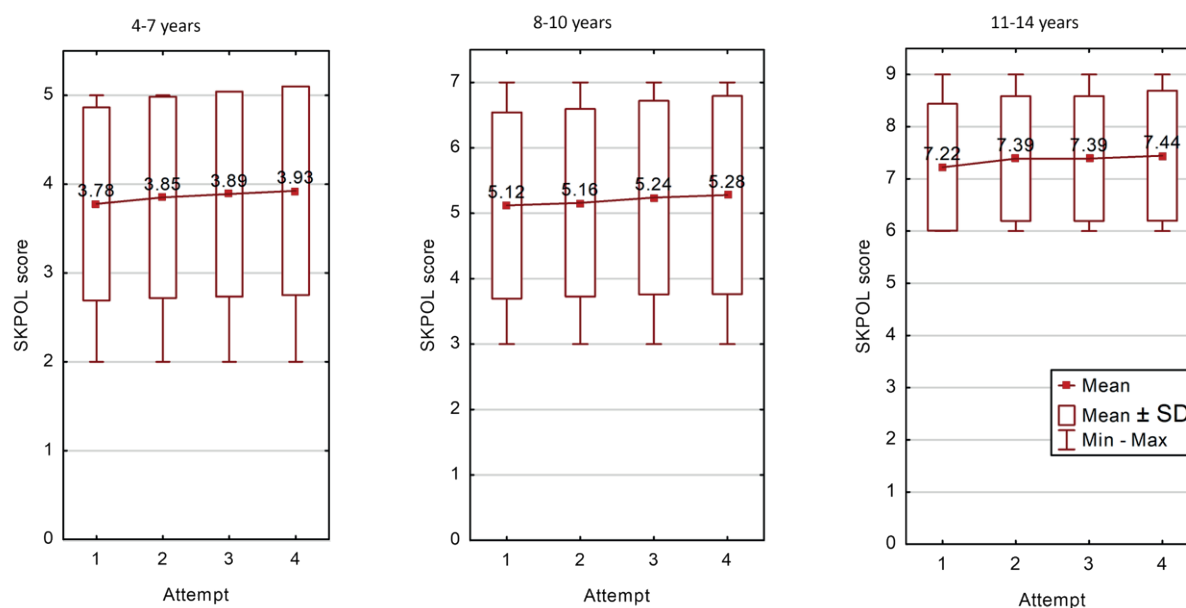 4-7 years
SKPOL score
5
4
3
2
1
0
3.78
3.85
3.89
3.93
1 2 3 4
Attempt
8-10 years
SKPOL score
7
6
5
4
3
2
1
0
5.12
5.16
5.24
5.28
1 2 3 4
Attempt
11-14 years
SKPOL score
9
8
7
6
5
4
3
2
1
0
7.22
7.39
7.39
7.44
Mean
Mean ± SD
Min - Max
1 2 3 4
Attempt